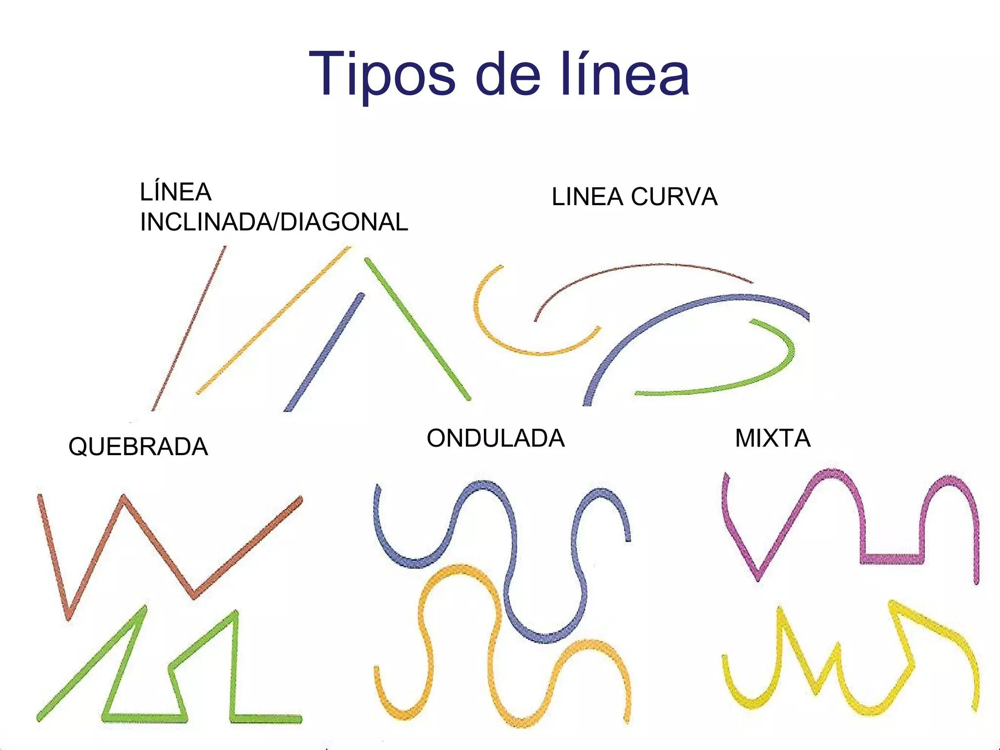 Tipos de línea
LÍNEA
INCLINADA/DIAGONAL
LINEA CURVA
QUEBRADA
ONDULADA
MIXTA